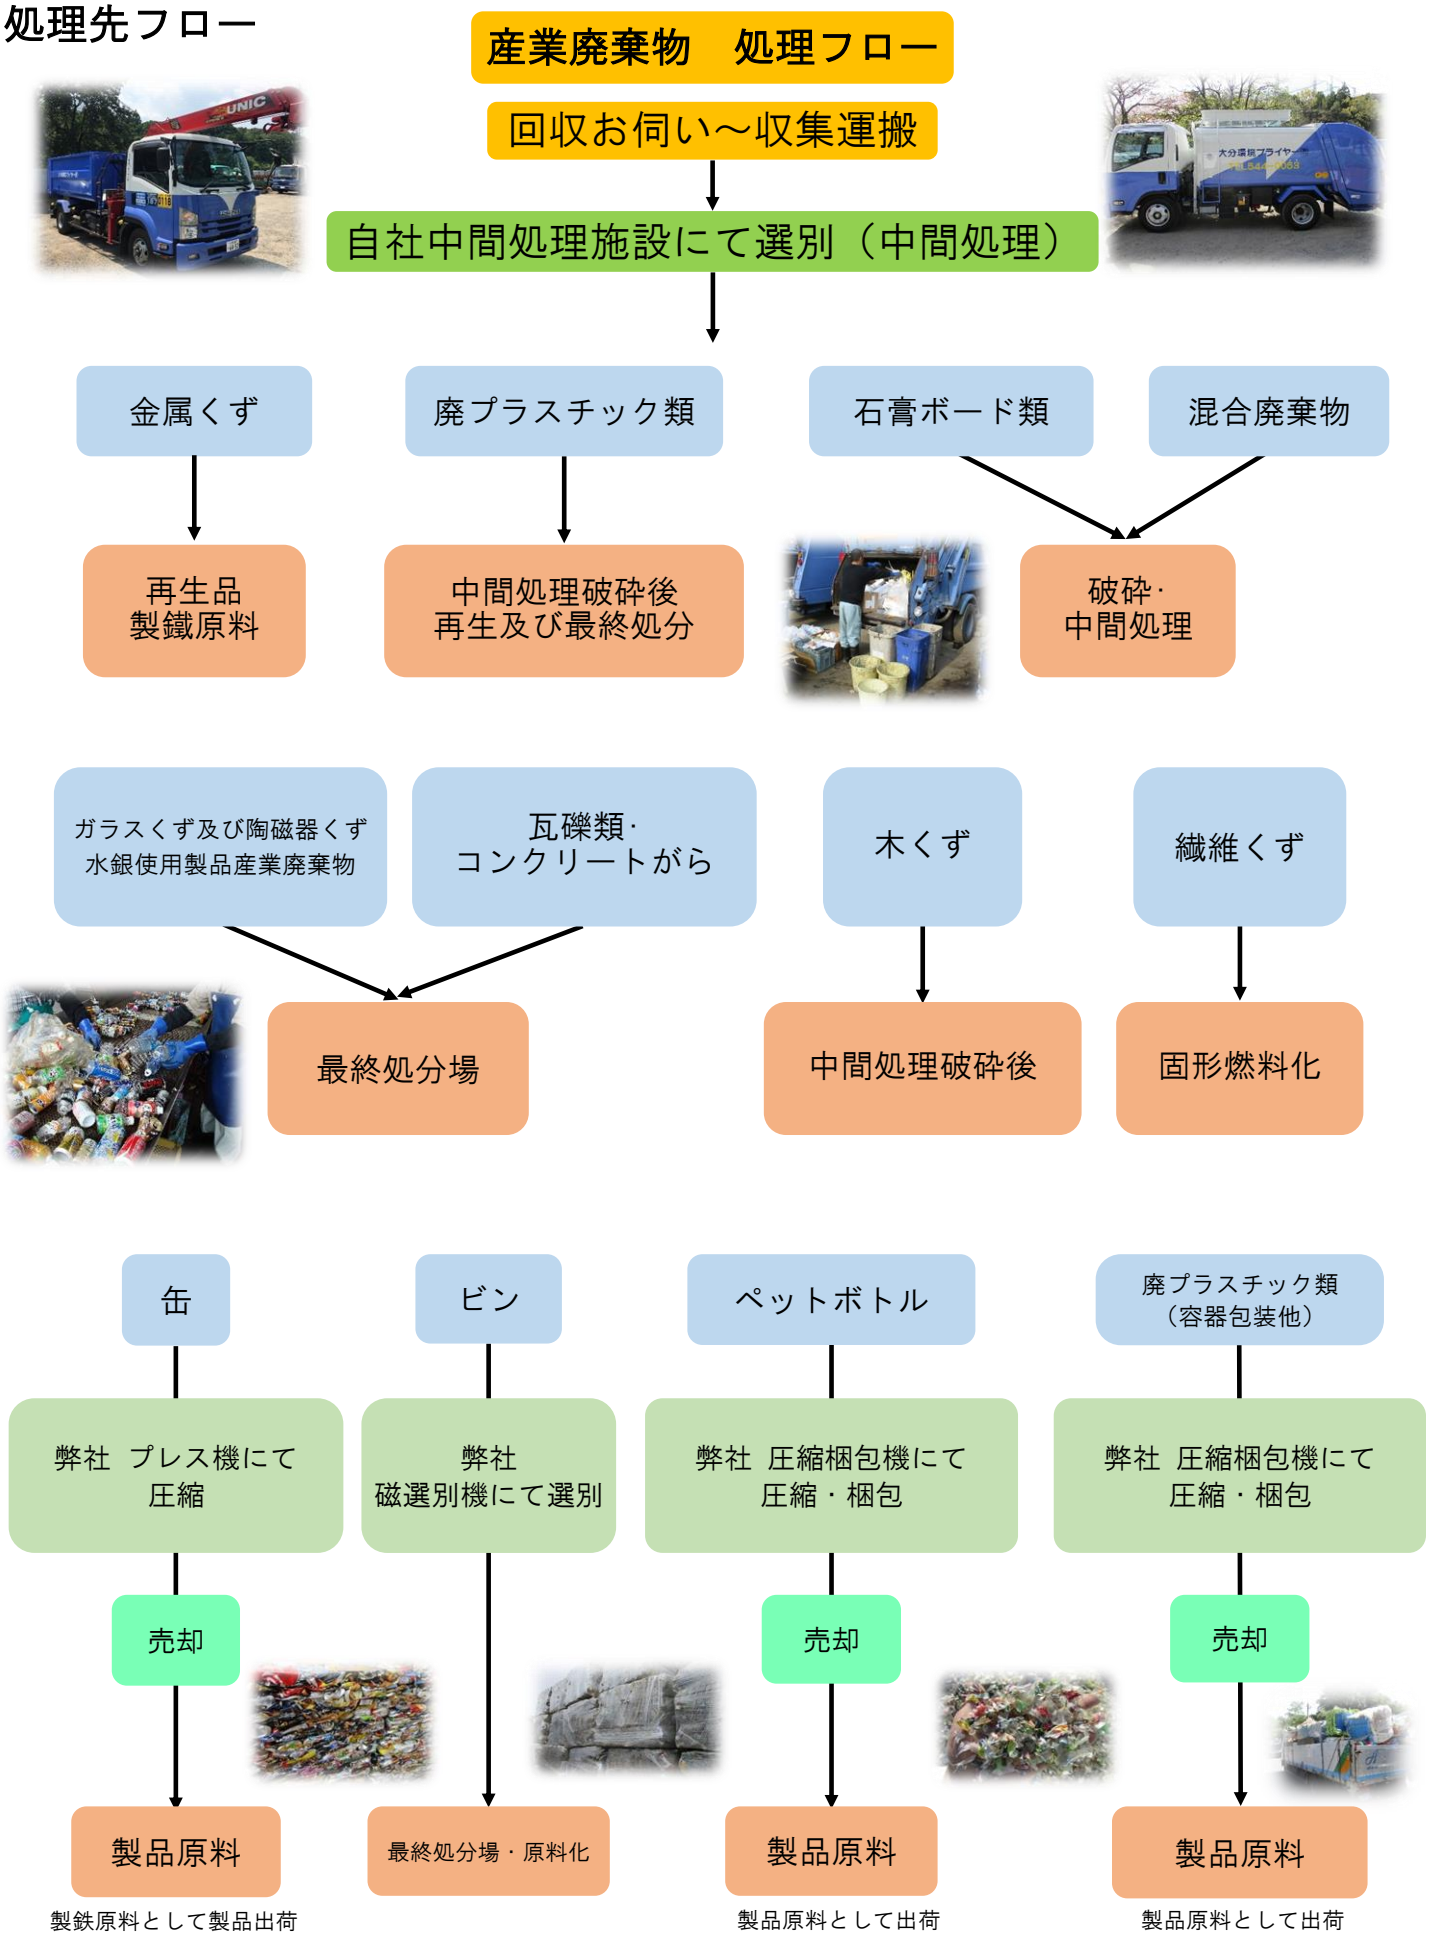 処理先フロー
産業廃棄物　処理フロー
回収お伺い～収集運搬
UNIC
大分環境プライヤー
自社中間処理施設にて選別（中間処理）
金属くず
廃プラスチック類
石膏ボード類
混合廃棄物
再生品
製鐵原料
中間処理破砕後
再生及び最終処分
破砕・
中間処理
ガラスくず及び陶磁器くず
水銀使用製品産業廃棄物
瓦礫類・
コンクリートがら
木くず
繊維くず
最終処分場
中間処理破砕後
固形燃料化
缶
ビン
ペットボトル
廃プラスチック類
（容器包装他）
弊社 プレス機にて
圧縮
弊社
磁選別機にて選別
弊社 圧縮梱包機にて
圧縮・梱包
弊社 圧縮梱包機にて
圧縮・梱包
売却
売却
売却
製品原料
最終処分場・原料化
製品原料
製品原料
製鉄原料として製品出荷
製品原料として出荷
製品原料として出荷